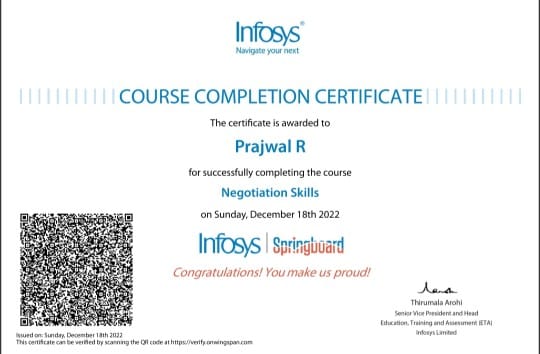 Infosys®
Navigate your next
COURSE COMPLETION CERTIFICATE
The certificate is awarded to
Prajwal R
for successfully completing the course
Negotiation Skills
on Sunday, December 18th 2022
Infosys | Springboard
Congratulations! You make us proud!
Thirumala Arohi
Senior Vice President and Head
Education, Training and Assessment (ETA)
Infosys Limited
Issued on: Sunday, December 18th 2022
This certificate can be verified by scanning the QR code at https://verify.onwingspan.com